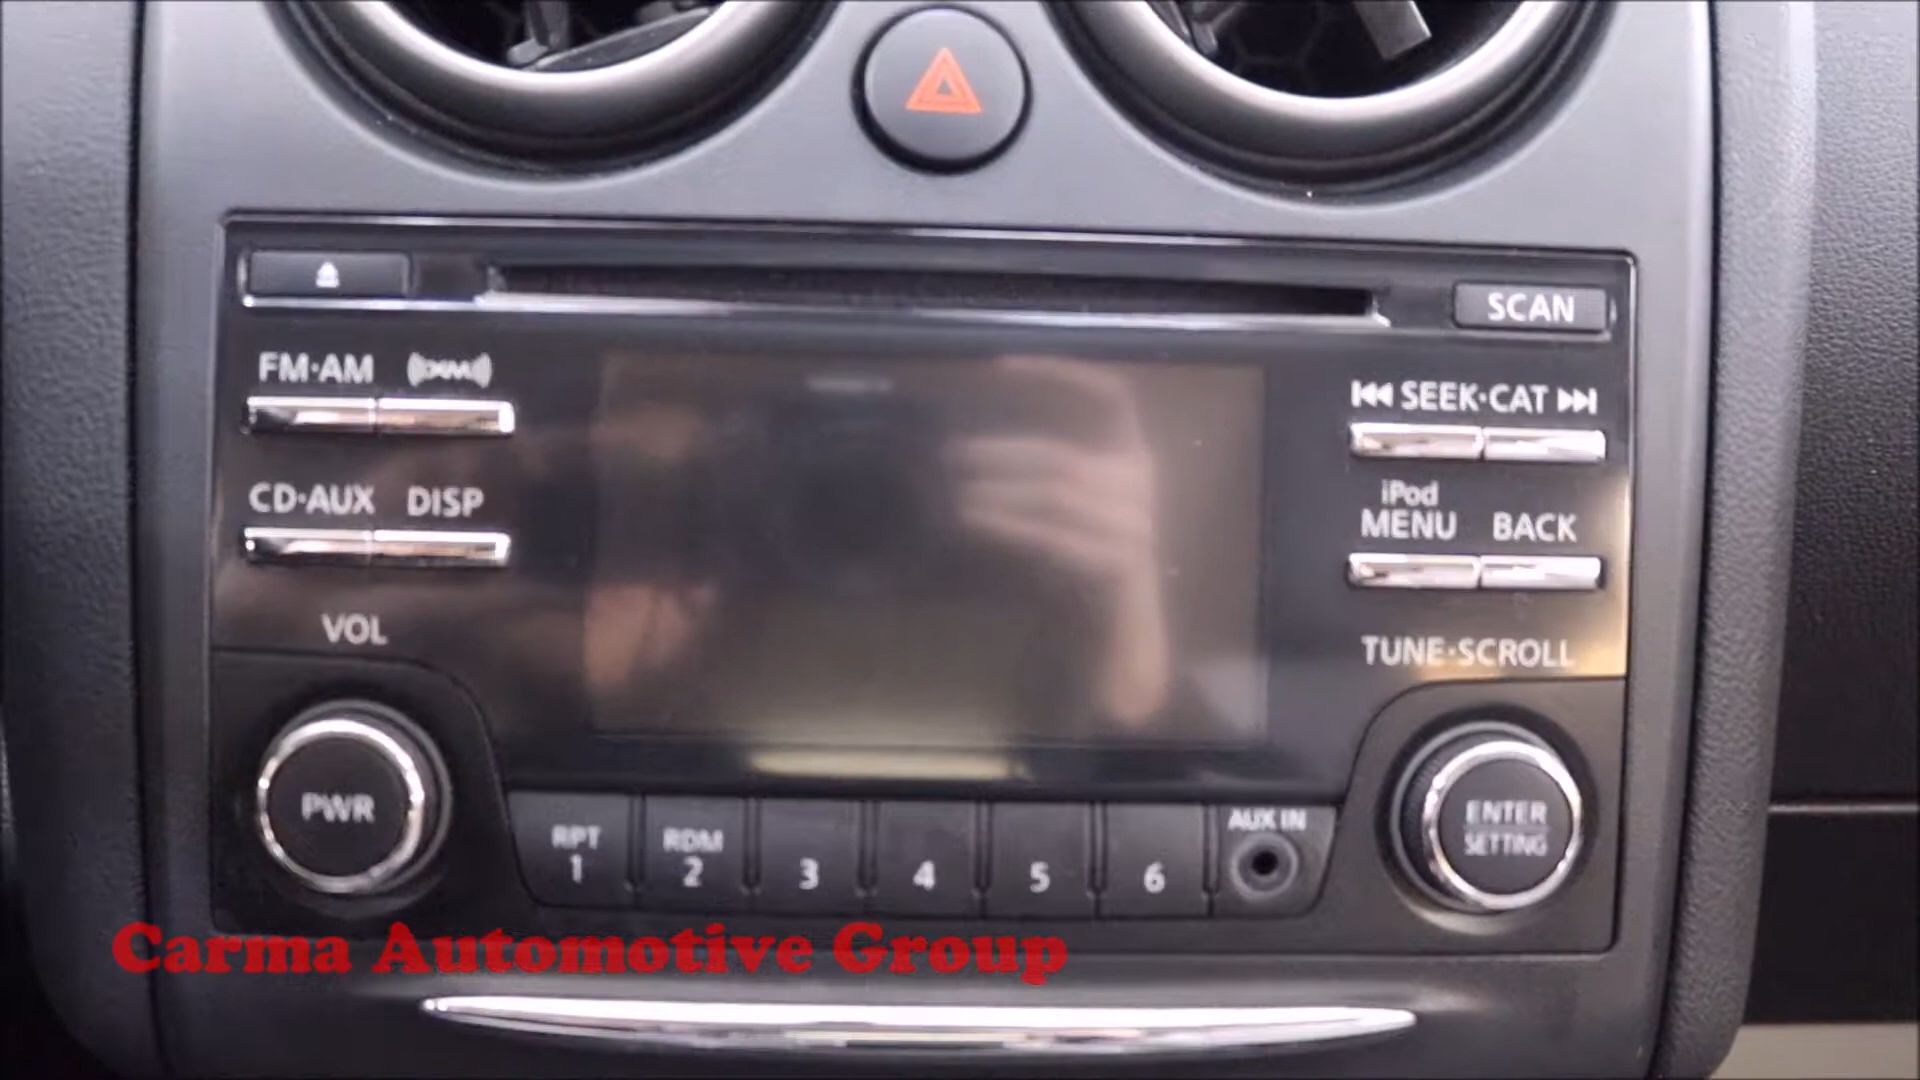 SCAN
FM·AM XM
SEEK·CAT
iPod
CD·AUX DISP
MENU BACK
VOL
TUNE·SCROLL
PWR
RPT
1
RDM
2
3
4
5
6
AUX IN
ENTER
SETTING
Carma Automotive Group